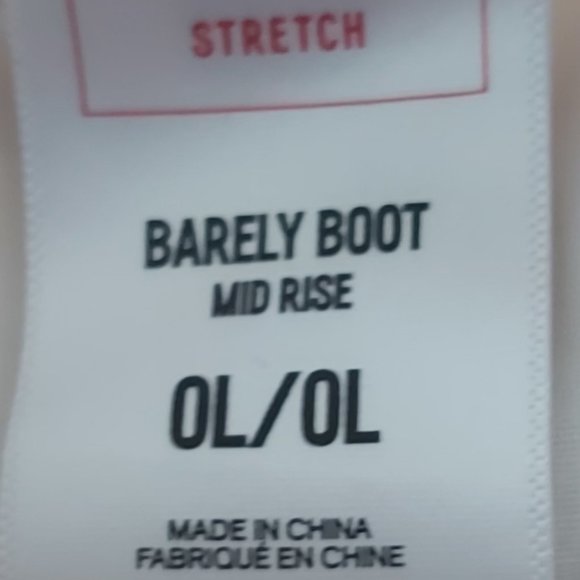 STRETCH
BARELY BOOT
MID RISE
0L/0L
MADE IN CHINA
FABRIQUÉ EN CHINE